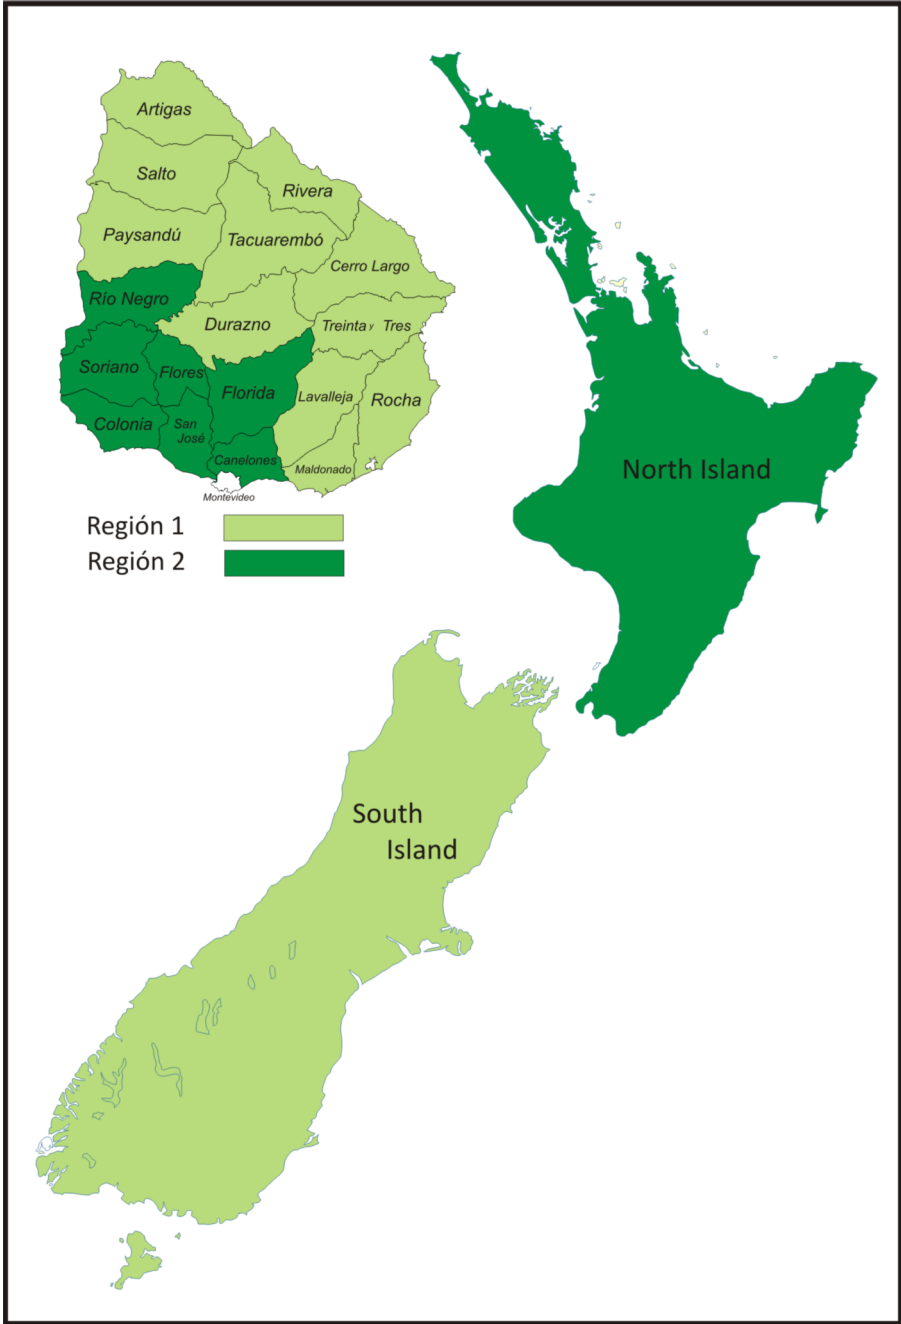 Artigas
Salto
Rivera
Paysandú
Tacuarembó
Cerro Largo
Río Negro
Durazno
Treinta y Tres
Soriano
Flores
Florida
Lavalleja
Rocha
Colonia
San
José
Canelones
Maldonado
Montevideo
Región 1
Región 2
North Island
South
Island